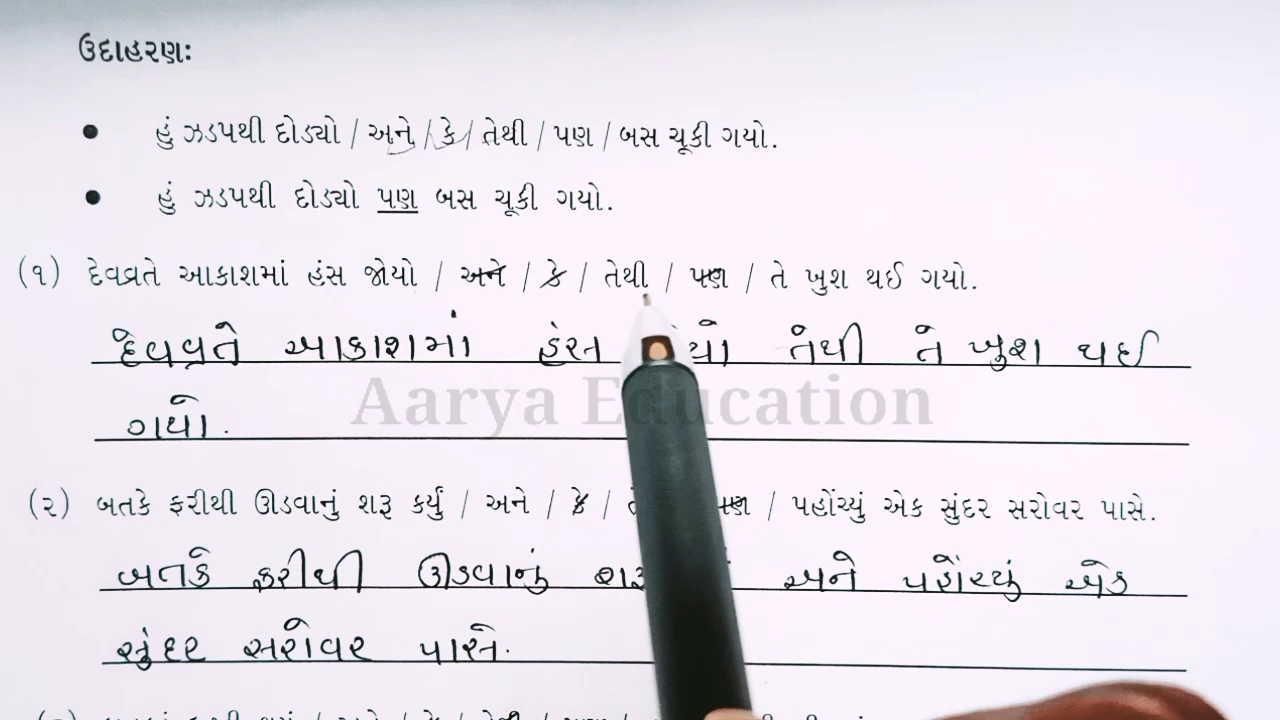 ઉદાહરણઃ
● હું ઝડપથી દોડ્યો / અને / કે / તેથી / પણ / બસ ચૂકી ગયો.
● હું ઝડપથી દોડ્યો પણ બસ ચૂકી ગયો.
(૧) દેવવ્રતે આકાશમાં હંસ જોયો / અને / કે / તેથી / પણ / તે ખુશ થઈ ગયો.
દેવવ્રતે આકાશમાં હંસ તેથી તે ખુશ થઈ
ગયો.
Aarya Education
(૨) બતકે ફરીથી ઊડવાનું શરૂ કર્યું / અને / કે / પણ / પહોંચ્યું એક સુંદર સરોવર પાસે.
બતકે ફરીથી ઊડવાનું શરૂ અને પહોંચ્યું એક
સુંદર સરોવર પાસે.